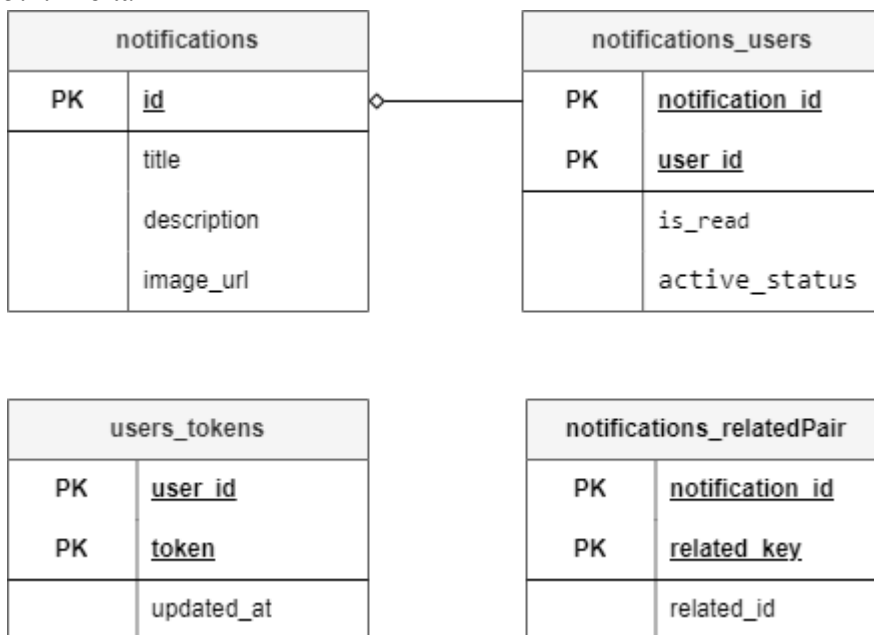 notifications
PK id
title
description
image_url
notifications_users
PK notification_id
PK user_id
is_read
active_status
users_tokens
PK user_id
PK token
updated_at
notifications_relatedPair
PK notification_id
PK related_key
related_id